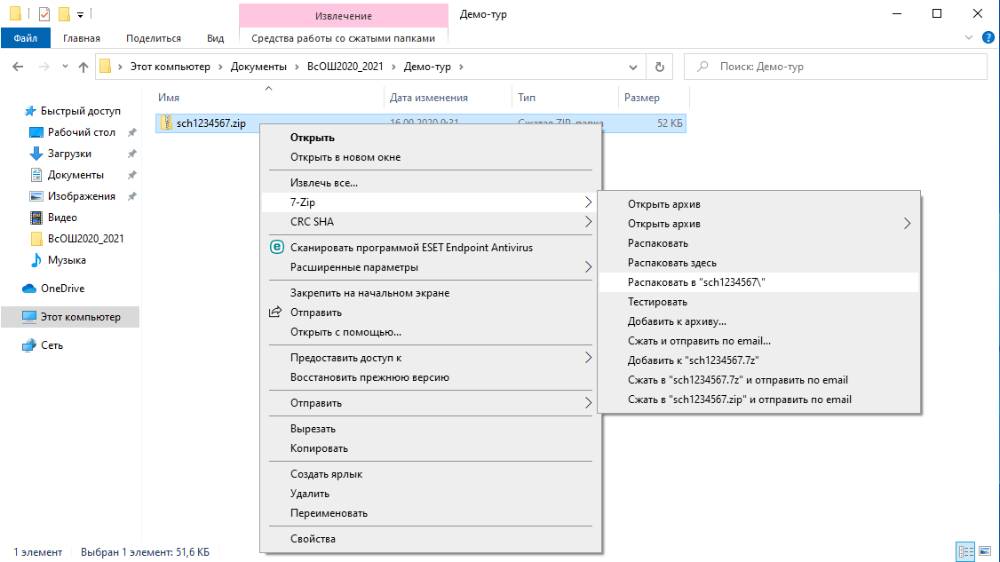 Извлечение
Демо-тур
Файл
Главная
Поделиться
Вид
Средства работы со сжатыми папками
Этот компьютер
Документы
ВсОШ2020_2021
Демо-тур
Поиск: Демо-тур
Имя
Дата изменения
Тип
Размер
sch1234567.zip
16.09.2020 9:31
Сжатая ZIP-папка
52 КБ
Быстрый доступ
Рабочий стол
Загрузки
Документы
Изображения
Видео
ВсОШ2020_2021
Музыка
OneDrive
Этот компьютер
Сеть
Открыть
Открыть в новом окне
Извлечь все...
7-Zip
CRC SHA
Сканировать программой ESET Endpoint Antivirus
Расширенные параметры
Закрепить на начальном экране
Отправить
Открыть с помощью...
Предоставить доступ к
Восстановить прежнюю версию
Отправить
Вырезать
Копировать
Создать ярлык
Удалить
Переименовать
Свойства
Открыть архив
Открыть архив
Распаковать
Распаковать здесь
Распаковать в "sch1234567\"
Тестировать
Добавить к архиву...
Сжать и отправить по email...
Добавить к "sch1234567.7z"
Сжать в "sch1234567.7z" и отправить по email
Сжать в "sch1234567.zip" и отправить по email
1 элемент
Выбран 1 элемент: 51,6 КБ